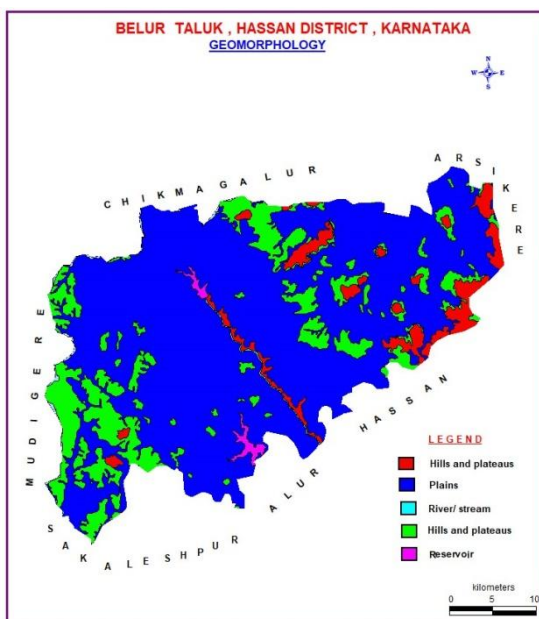 BELUR TALUK , HASSAN DISTRICT , KARNATAKA
GEOMORPHOLOGY
N
W E
S
ARSIKERE
CHIKMAGALUR
MUDIGERE
HASSAN
ALUR
SAKALESHPUR
LEGEND
Hills and plateaus
Plains
River/ stream
Hills and plateaus
Reservoir
kilometers
0 5 10